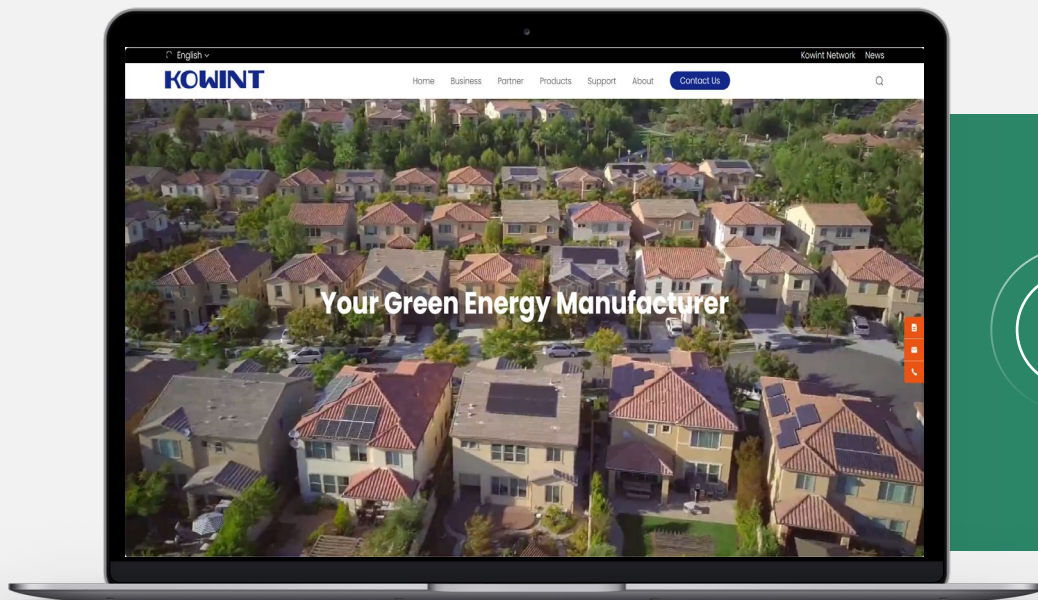 English
Kowint Network News
KOWINT
Home Business Partner Products Support About Contact Us
Your Green Energy Manufacturer